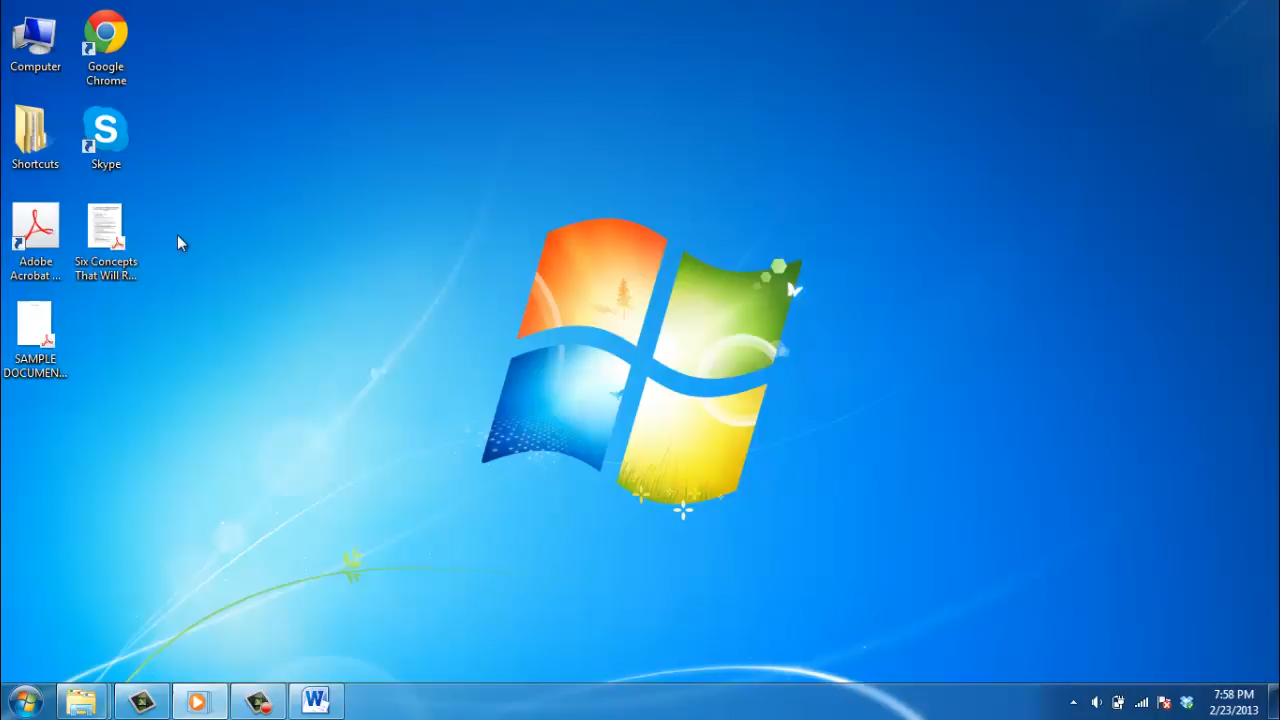 Computer
Google
Chrome
Shortcuts
Skype
Adobe
Acrobat ...
Six Concepts
That Will R...
SAMPLE
DOCUMEN...
7:58 PM
2/23/2013